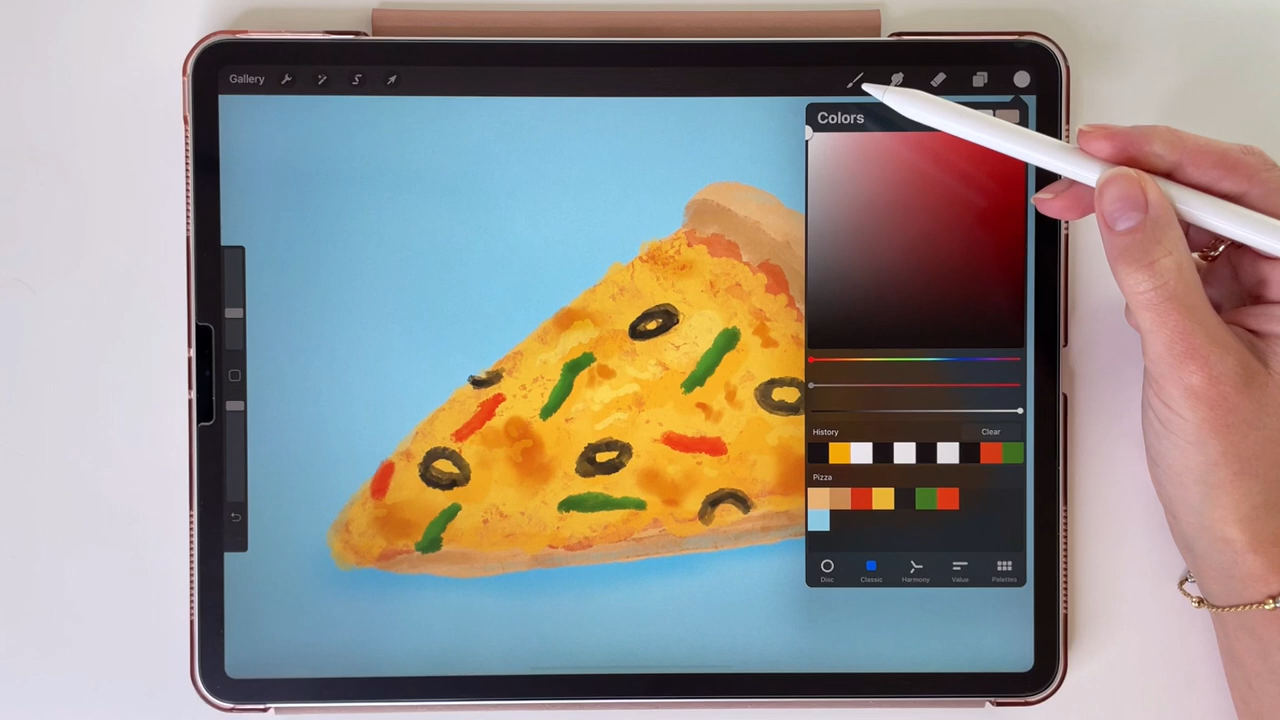 Gallery
Colors
History
Clear
Pizza
Disc
Classic
Harmony
Value
Palettes